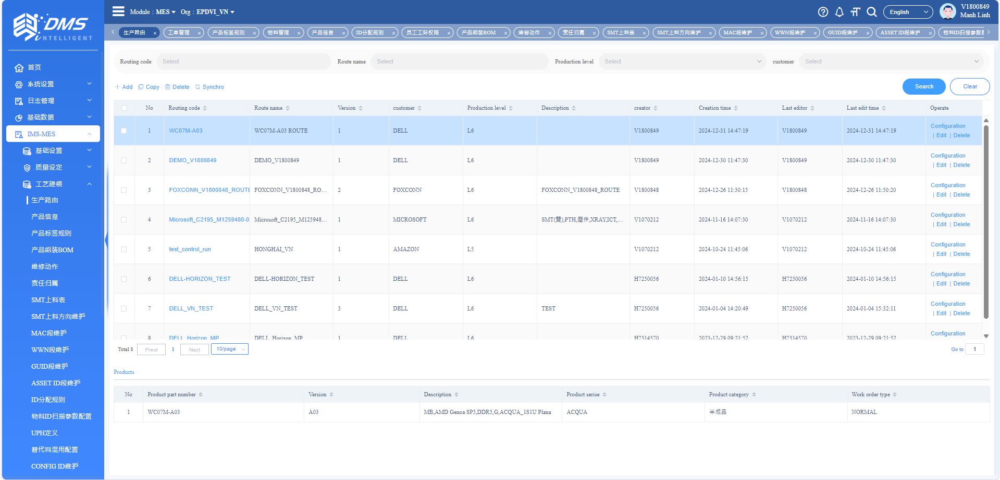 DMS
iNTELLIGENT
首页
系统设置
日志管理
基础数据
IMS-MES
基础设置
质量设定
工艺建模
生产路由
产品信息
产品标签规则
产品组装BOM
维修动作
责任归属
SMT上料表
SMT上料方向维护
MAC段维护
WWN段维护
GUID段维护
ASSET ID段维护
ID分配规则
物料ID扫描参数配置
UPH定义
替代料混用配置
CONFIG ID维护
Module : MES Org : EPDVI_VN
English
V1800849
Manh Linh
生产路由 × 工单管理 × 产品标签规则 × 物料管理 × 产品信息 × ID分配规则 × 员工工站权限 × 产品组装BOM × 维修动作 × 责任归属 × SMT上料表 × SMT上料方向维护 × MAC段维护 × WWN段维护 × GUID段维护 × ASSET ID段维护 × 物料ID扫描参数
Routing code Select Route name Select Production level Select customer Select
Add Copy Delete Synchro Search Clear
No Routing code Route name Version customer Production level Description creator Creation time Last editor Last edit time Operate
1 WC07M-A03 WC07M-A03 ROUTE 1 DELL L6 V1800849 2024-12-31 14:47:19 V1800849 2024-12-31 14:47:19 Configuration
| Edit | Delete
2 DEMO_V1800849 DEMO_V1800849 1 DELL L6 V1800849 2024-12-30 11:47:30 V1800849 2024-12-30 11:47:30 Configuration
| Edit | Delete
3 FOXCONN_V1800848_ROUTE FOXCONN_V1800848_RO... 2 FOXCONN L6 FOXCONN_V1800848_ROUTE V1800848 2024-12-26 11:30:15 V1800848 2024-12-26 11:50:20 Configuration
| Edit | Delete
4 Microsoft_C2195_M1259480-0 Microsoft_C2195_M125948... 1 MICROSOFT L6 SMT(雙),PTH,壓件,XRAY,ICT,... V1070212 2024-11-16 14:07:30 V1070212 2024-11-16 14:07:30 Configuration
| Edit | Delete
5 test_control_run HONGHAI_VN 1 AMAZON L5 V1070212 2024-10-24 11:45:06 V1070212 2024-10-24 11:45:06 Configuration
| Edit | Delete
6 DELL-HORIZON_TEST DELL-HORIZON_TEST 1 DELL L6 H7250056 2024-01-10 14:56:15 H7250056 2024-01-10 14:56:15 Configuration
| Edit | Delete
7 DELL_VN_TEST DELL_VN_TEST 3 DELL L6 TEST H7250056 2024-01-04 14:20:49 H7250056 2024-01-04 15:32:11 Configuration
| Edit | Delete
8 DELL_Horizon_MP DELL_Horizon_MP 1 DELL L6 H7314570 2023-12-29 09:21:52 H7314570 2023-12-29 09:21:52 Configuration
Total 8 Prevt 1 Next 10/page Go to 1
Products
No Product part number Version Description Product serise Product category Work order type
1 WC07M-A03 A03 MB,AMD Genoa SP5,DDR5,G,ACQUA_1S1U Plana ACQUA 半成品 NORMAL